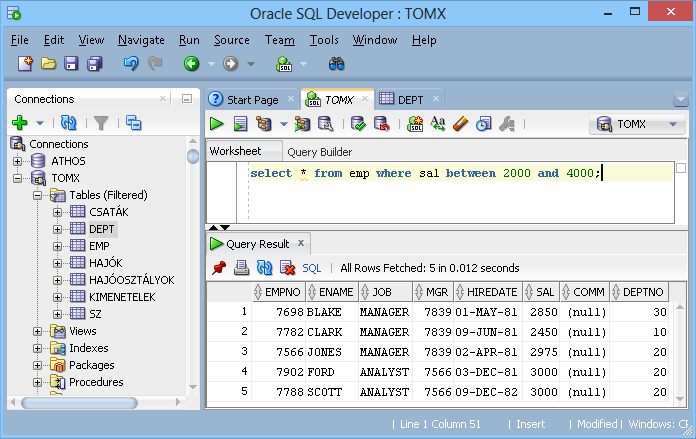 Oracle SQL Developer : TOMX
File Edit View Navigate Run Source Team Tools Window Help
Connections
Connections
ATHOS
TOMX
Tables (Filtered)
CSATÁK
DEPT
EMP
HAJÓK
HAJÓOSZTÁLYOK
KIMENETELEK
SZ
Views
Indexes
Packages
Procedures
Start Page TOMX DEPT
TOMX
Worksheet Query Builder
select * from emp where sal between 2000 and 4000;
Query Result
SQL | All Rows Fetched: 5 in 0.012 seconds
EMPNO ENAME JOB MGR HIREDATE SAL COMM DEPTNO
1 7698 BLAKE MANAGER 7839 01-MAY-81 2850 (null) 30
2 7782 CLARK MANAGER 7839 09-JUN-81 2450 (null) 10
3 7566 JONES MANAGER 7839 02-APR-81 2975 (null) 20
4 7902 FORD ANALYST 7566 03-DEC-81 3000 (null) 20
5 7788 SCOTT ANALYST 7566 09-DEC-82 3000 (null) 20
| Line 1 Column 51 | Insert | Modified | Windows: